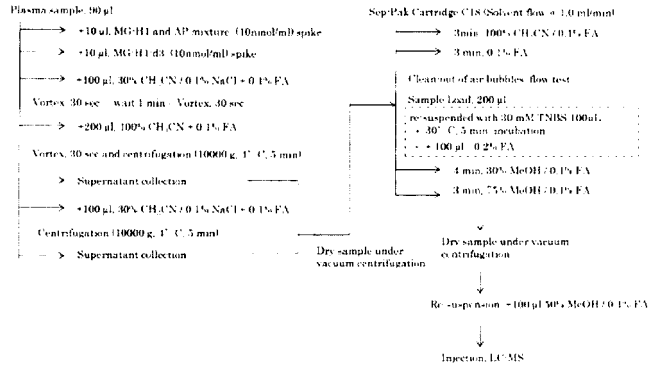 Plasma sample, 90 µl
+10 µl, MG-H1 and AP mixture (10nmol/ml) spike
+10 µl, MG-H1-d3 (10nmol/ml) spike
+100 µl, 30% CH3CN / 0.1% NaCl + 0.1% FA
Vortex, 30 sec – wait 1 min – Vortex, 30 sec
+200 µl, 100% CH3CN + 0.1% FA
Vortex, 30 sec and centrifugation (10000 g, 4° C, 5 min)
Supernatant collection
+100 µl, 30% CH3CN / 0.1% NaCl + 0.1% FA
Centrifugation (10000 g, 4° C, 5 min)
Supernatant collection
Dry sample under
vacuum centrifugation
Sep-Pak Cartridge C18 (Solvent flow = 1.0 ml/min)
3min, 100% CH3CN / 0.1% FA
3 min, 0.1% FA
Clean out of air bubbles, flow test
Sample Load, 200 µl
re-suspended with 30 mM TNBS 100uL
• 30° C, 5 min, incubation
• + 100 µl 0.2% FA
4 min, 30% MeOH / 0.1% FA
3 min, 75% MeOH / 0.1% FA
Dry sample under vacuum
centrifugation
Re-suspension, +100 µl 50% MeOH / 0.1% FA
Injection, LC-MS